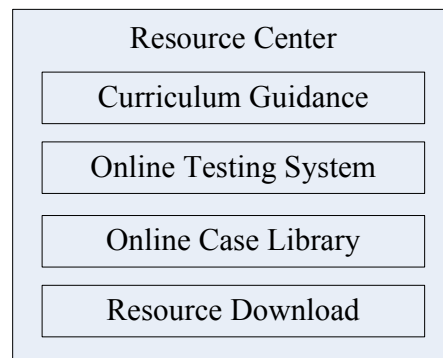 Resource Center
Curriculum Guidance
Online Testing System
Online Case Library
Resource Download